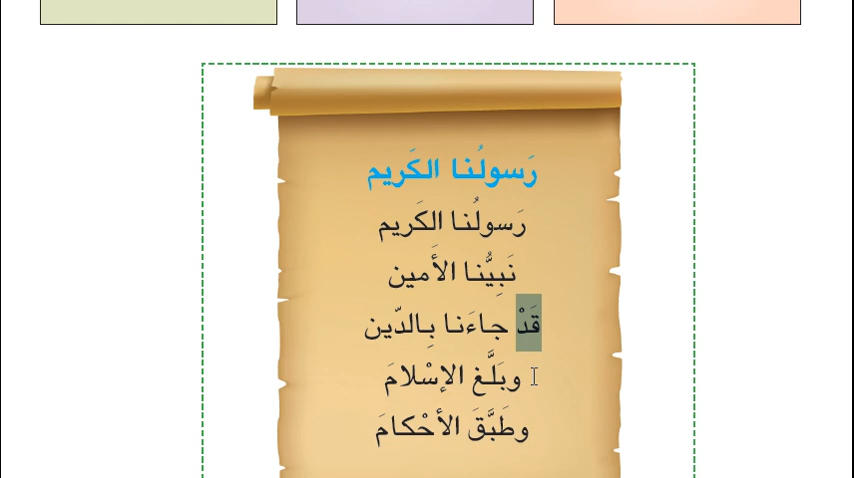 رَسولُنا الكَريم
رَسولُنا الكَريم
نَبِيُّنا الأَمين
قَدْ جاءَنا بِالدّين
وبَلَّغ الإسْلامَ
وطَبَّقَ الأحْكامَ